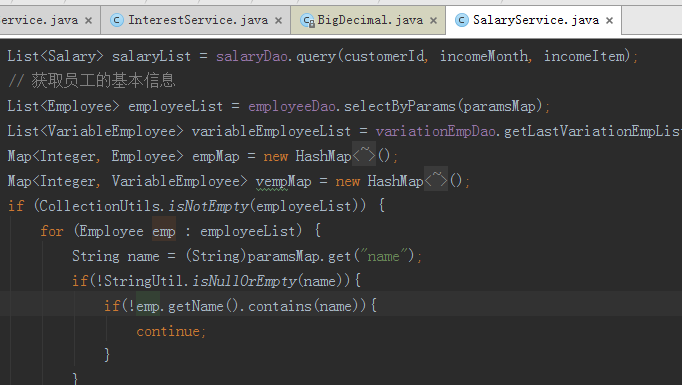 ervice.java × InterestService.java × BigDecimal.java × SalaryService.java ×
List<Salary> salaryList = salaryDao.query(customerId, incomeMonth, incomeItem);
// 获取员工的基本信息
List<Employee> employeeList = employeeDao.selectByParams(paramsMap);
List<VariableEmployee> variableEmployeeList = variationEmpDao.getLastVariationEmpLis
Map<Integer, Employee> empMap = new HashMap<~>();
Map<Integer, VariableEmployee> vempMap = new HashMap<~>();
if (CollectionUtils.isNotEmpty(employeeList)) {
for (Employee emp : employeeList) {
String name = (String)paramsMap.get("name");
if(!StringUtil.isNullOrEmpty(name)){
if(!emp.getName().contains(name)){
continue;
}
}